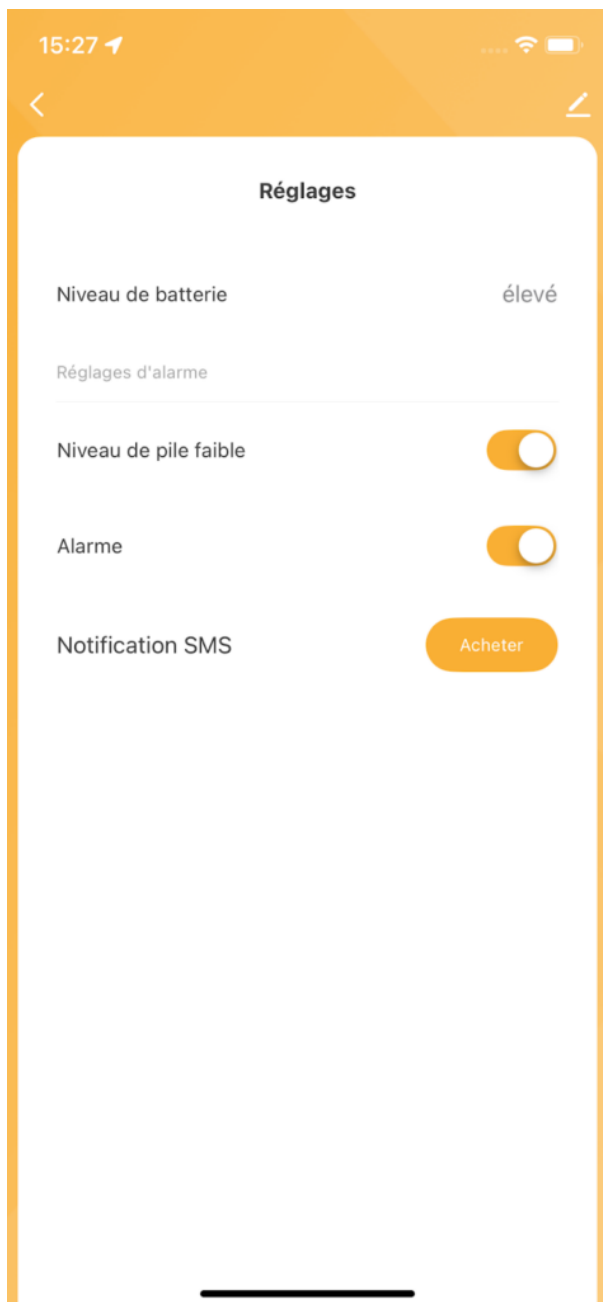 15:27
Réglages
Niveau de batterie élevé
Réglages d'alarme
Niveau de pile faible
Alarme
Notification SMS Acheter